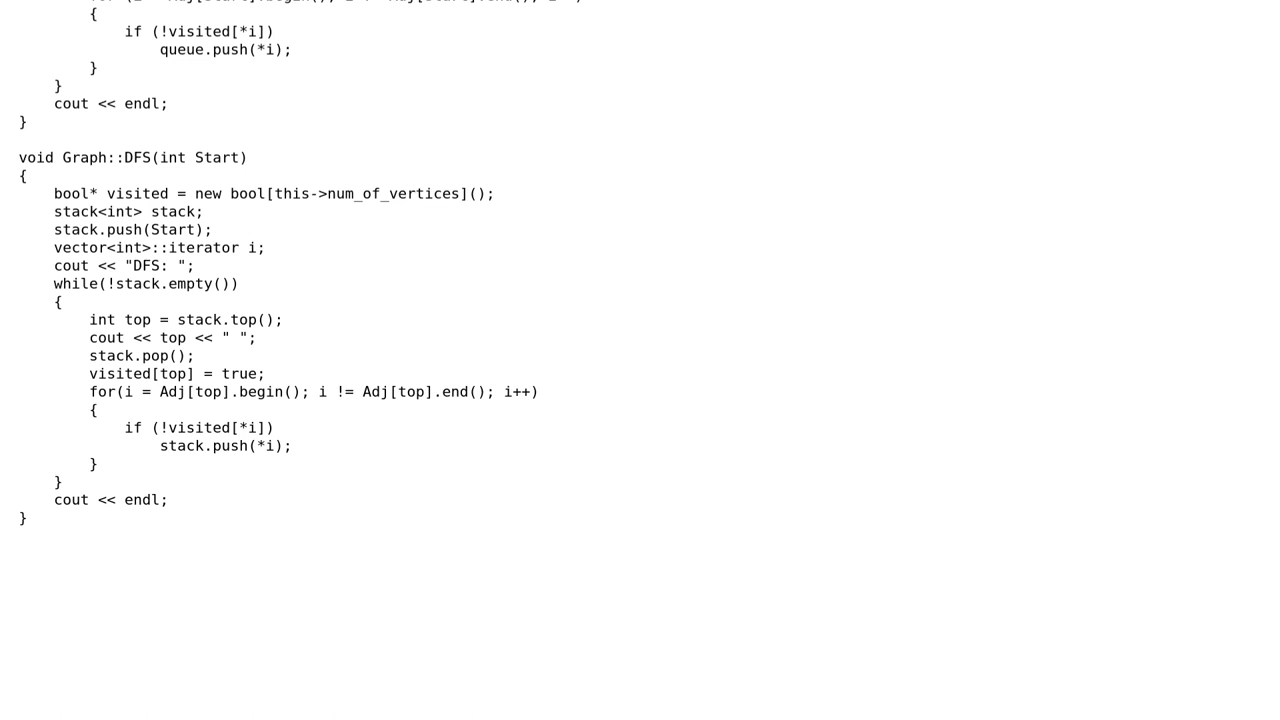 {
            if (!visited[*i])
                queue.push(*i);
        }
    }
    cout << endl;
}

void Graph::DFS(int Start)
{
    bool* visited = new bool[this->num_of_vertices]();
    stack<int> stack;
    stack.push(Start);
    vector<int>::iterator i;
    cout << "DFS: ";
    while(!stack.empty())
    {
        int top = stack.top();
        cout << top << " ";
        stack.pop();
        visited[top] = true;
        for(i = Adj[top].begin(); i != Adj[top].end(); i++)
        {
            if (!visited[*i])
                stack.push(*i);
        }
    }
    cout << endl;
}